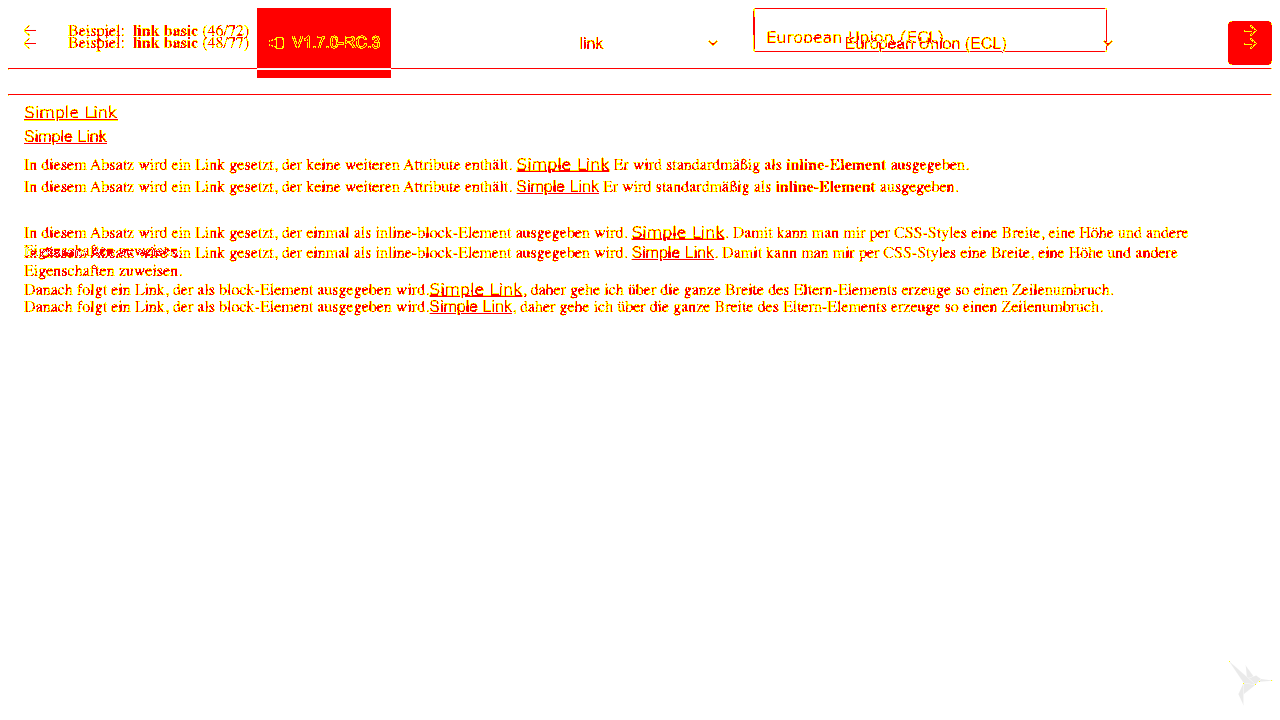 ← Beispiel: link basic (46/72)
← Beispiel: link basic (48/77)
V1.7.0-RC.3
link
European Union (ECL)
European Union (ECL)
Simple Link
Simple Link
In diesem Absatz wird ein Link gesetzt, der keine weiteren Attribute enthält. Simple Link Er wird standardmäßig als inline-Element ausgegeben.
In diesem Absatz wird ein Link gesetzt, der keine weiteren Attribute enthält. Simple Link Er wird standardmäßig als inline-Element ausgegeben.
In diesem Absatz wird ein Link gesetzt, der einmal als inline-block-Element ausgegeben wird. Simple Link. Damit kann man mir per CSS-Styles eine Breite, eine Höhe und andere
Eigenschaften zuweisen.
In diesem Absatz wird ein Link gesetzt, der einmal als inline-block-Element ausgegeben wird. Simple Link. Damit kann man mir per CSS-Styles eine Breite, eine Höhe und andere
Eigenschaften zuweisen.
Danach folgt ein Link, der als block-Element ausgegeben wird.Simple Link, daher gehe ich über die ganze Breite des Eltern-Elements erzeuge so einen Zeilenumbruch.
Danach folgt ein Link, der als block-Element ausgegeben wird.Simple Link, daher gehe ich über die ganze Breite des Eltern-Elements erzeuge so einen Zeilenumbruch.